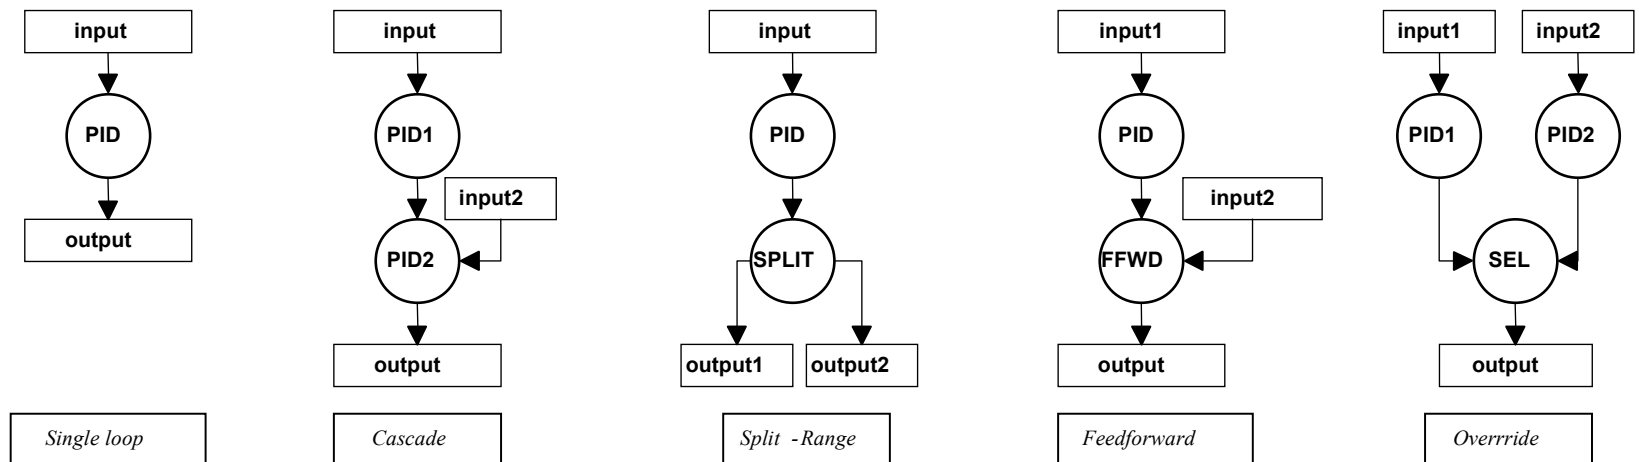 input
PID
output
Single loop
input
PID1
input2
PID2
output
Cascade
input
PID
SPLIT
output1
output2
Split -Range
input1
PID
input2
FFWD
output
Feedforward
input1
input2
PID1
PID2
SEL
output
Overrride